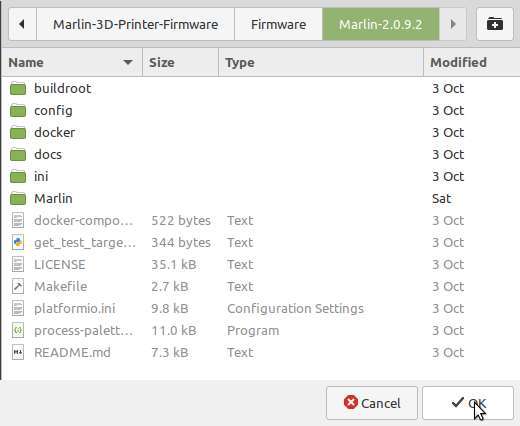 Marlin-3D-Printer-Firmware Firmware Marlin-2.0.9.2
Name Size Type Modified
buildroot 3 Oct
config 3 Oct
docker 3 Oct
docs 3 Oct
ini 3 Oct
Marlin Sat
docker-compo... 522 bytes Text 3 Oct
get_test_targe... 344 bytes Text 3 Oct
LICENSE 35.1 kB Text 3 Oct
Makefile 2.7 kB Text 3 Oct
platformio.ini 9.8 kB Configuration Settings 3 Oct
process-palett... 11.0 kB Program 3 Oct
README.md 7.3 kB Text 3 Oct
Cancel OK